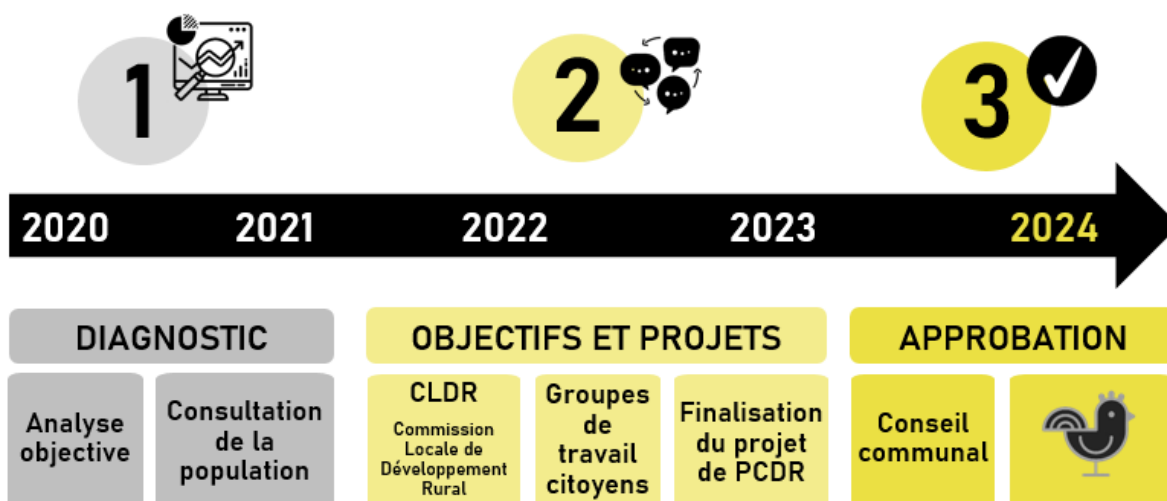 1
2
3
2020
2021
2022
2023
2024
DIAGNOSTIC
OBJECTIFS ET PROJETS
APPROBATION
Analyse
objective
Consultation
de la
population
CLDR
Commission
Locale de
Développement
Rural
Groupes
de
travail
citoyens
Finalisation
du projet
de PCDR
Conseil
communal